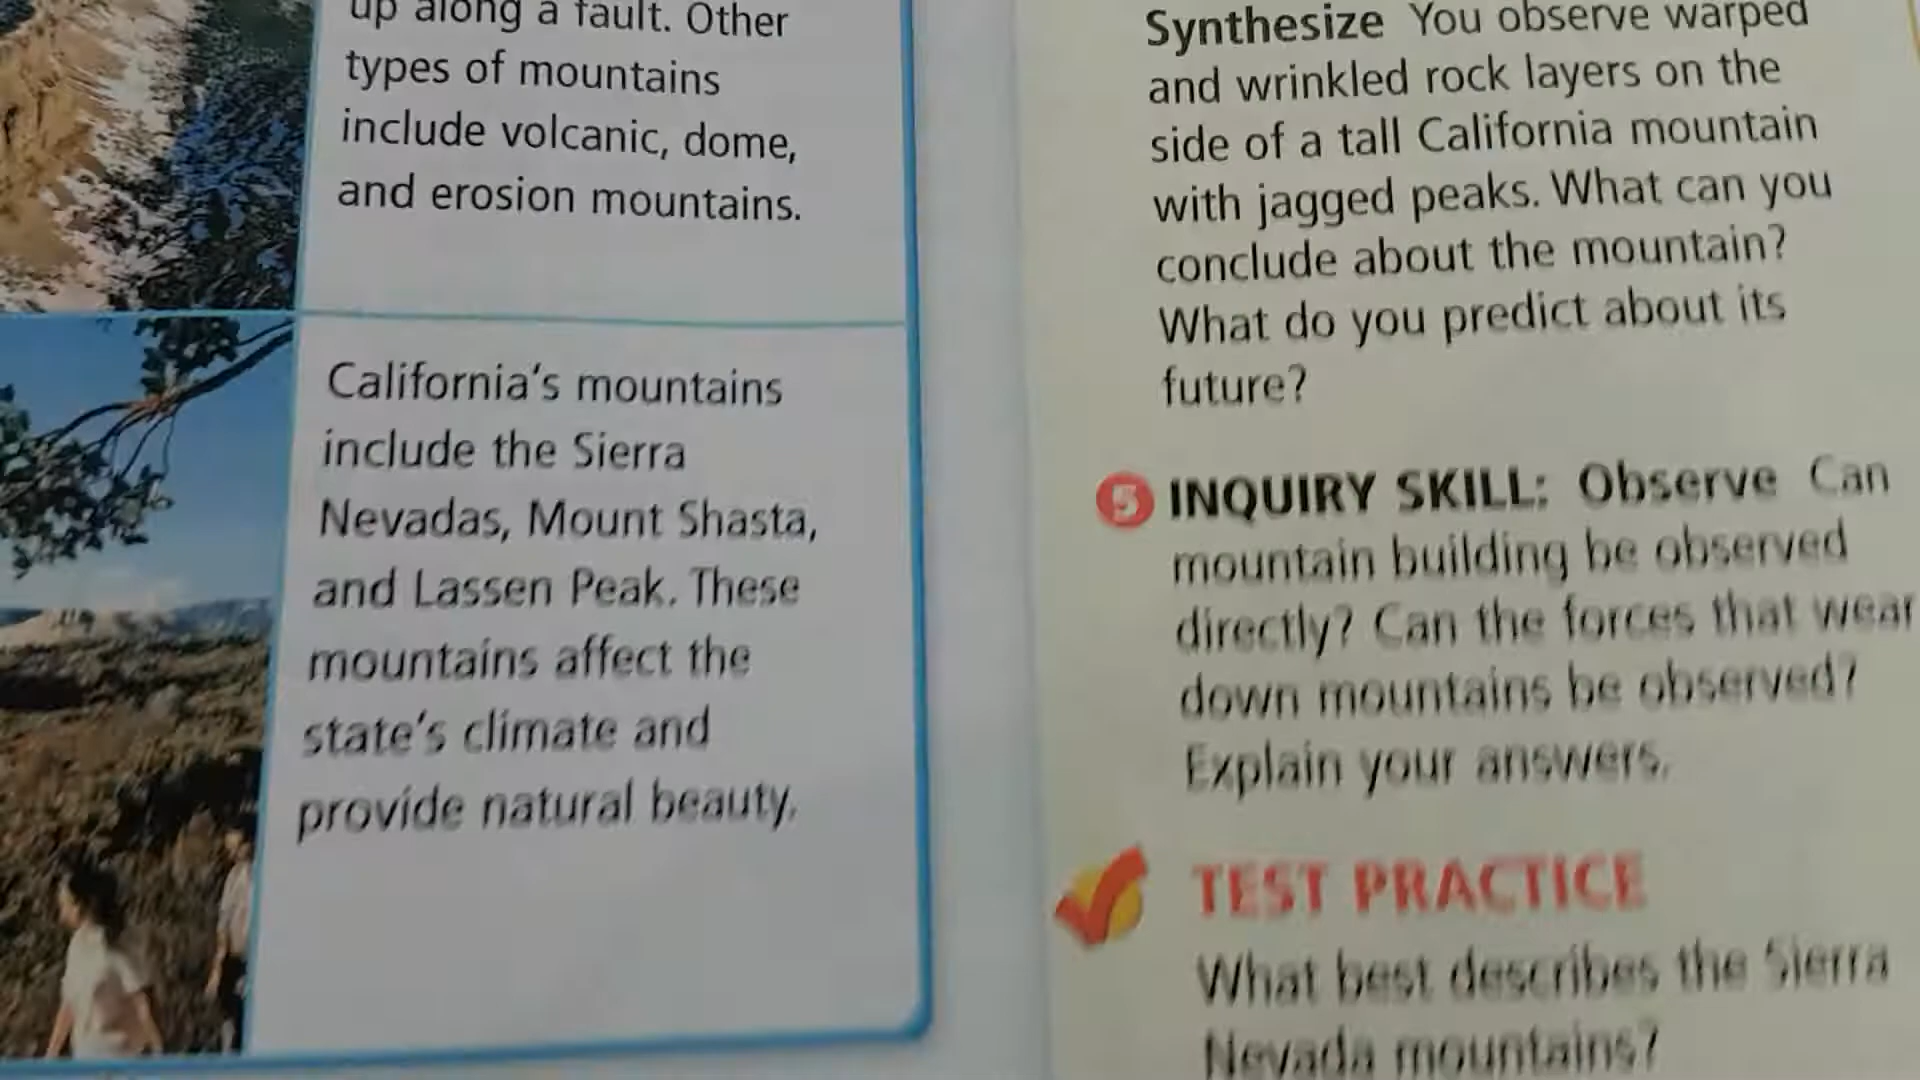 up along a fault. Other
types of mountains
include volcanic, dome,
and erosion mountains.
California's mountains
include the Sierra
Nevadas, Mount Shasta,
and Lassen Peak. These
mountains affect the
state's climate and
provide natural beauty.
Synthesize You observe warped
and wrinkled rock layers on the
side of a tall California mountain
with jagged peaks. What can you
conclude about the mountain?
What do you predict about its
future?
5 INQUIRY SKILL: Observe Can
mountain building be observed
directly? Can the forces that wear
down mountains be observed?
Explain your answers.
TEST PRACTICE
What best describes the Sierra
Nevada mountains?